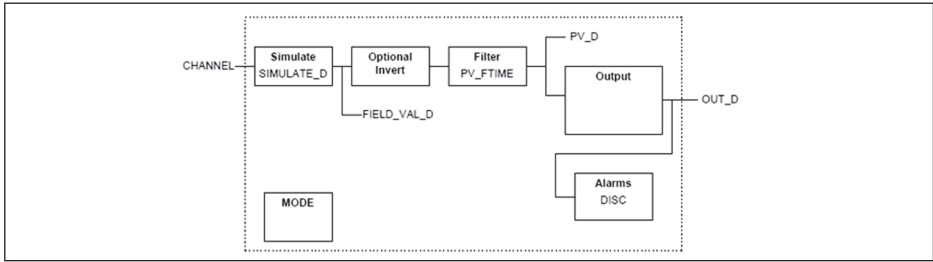 CHANNEL
Simulate
SIMULATE_D
Optional
Invert
Filter
PV_FTIME
PV_D
Output
OUT_D
FIELD_VAL_D
Alarms
DISC
MODE